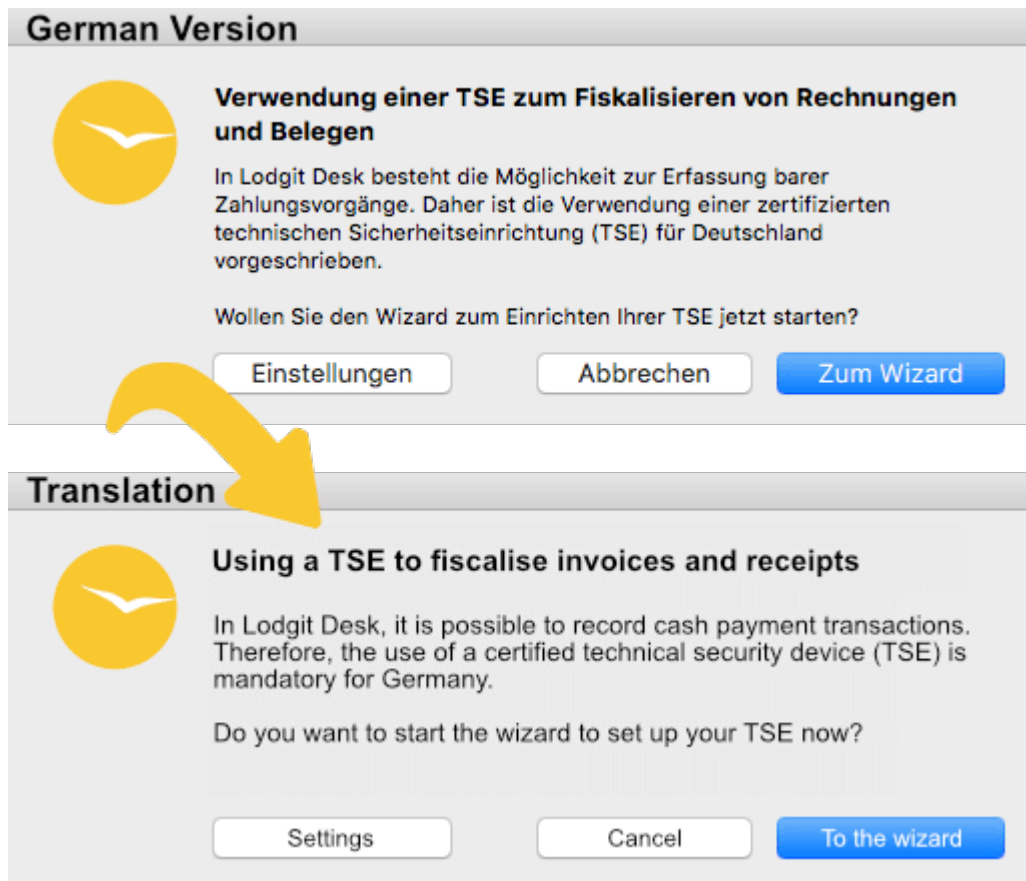 German Version
Verwendung einer TSE zum Fiskalisieren von Rechnungen
und Belegen
In Lodgit Desk besteht die Möglichkeit zur Erfassung barer
Zahlungsvorgänge. Daher ist die Verwendung einer zertifizierten
technischen Sicherheitseinrichtung (TSE) für Deutschland
vorgeschrieben.
Wollen Sie den Wizard zum Einrichten Ihrer TSE jetzt starten?
Einstellungen Abbrechen Zum Wizard
Translation
Using a TSE to fiscalise invoices and receipts
In Lodgit Desk, it is possible to record cash payment transactions.
Therefore, the use of a certified technical security device (TSE) is
mandatory for Germany.
Do you want to start the wizard to set up your TSE now?
Settings Cancel To the wizard